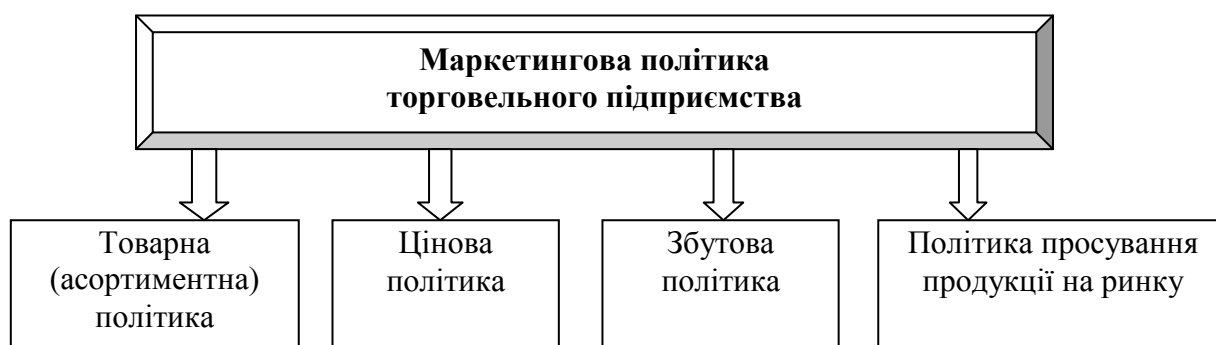 Маркетингова політика
торговельного підприємства
Товарна
(асортиментна)
політика
Цінова
політика
Збутова
політика
Політика просування
продукції на ринку